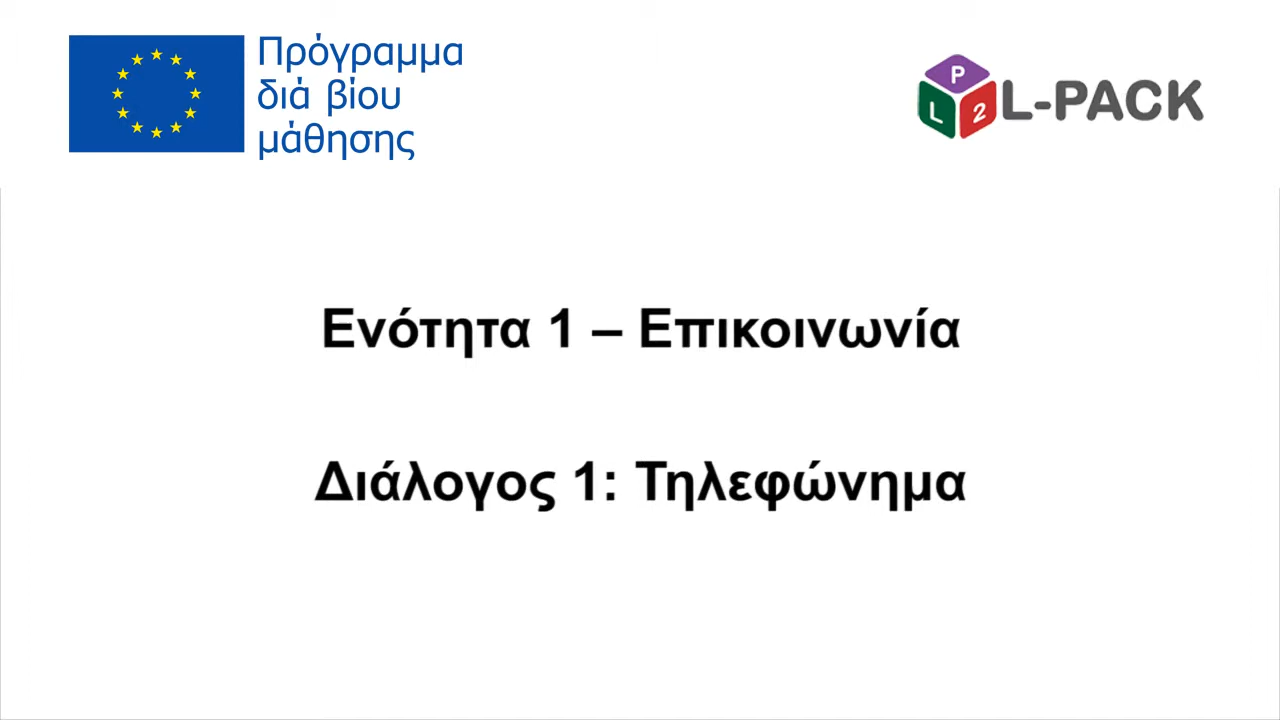 Πρόγραμμα
διά βίου
μάθησης
P
L
2
L-PACK
Ενότητα 1 – Επικοινωνία
Διάλογος 1: Τηλεφώνημα